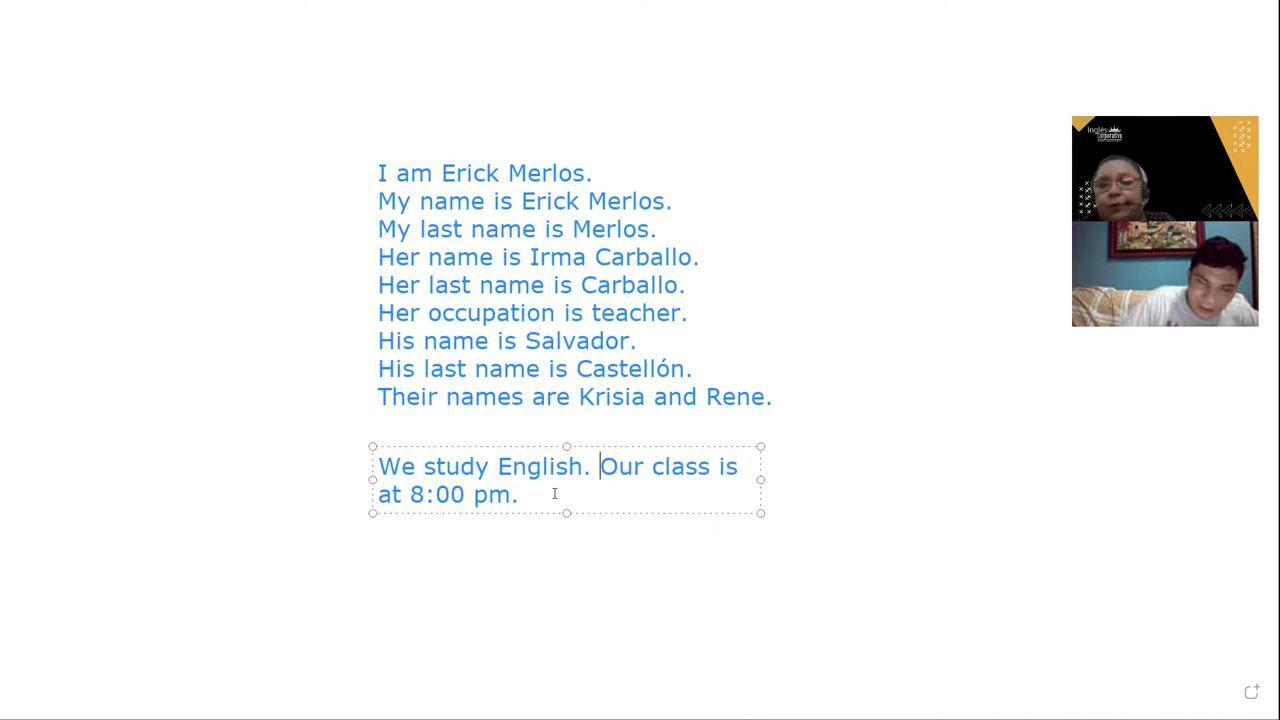 I am Erick Merlos.
My name is Erick Merlos.
My last name is Merlos.
Her name is Irma Carballo.
Her last name is Carballo.
Her occupation is teacher.
His name is Salvador.
His last name is Castellón.
Their names are Krisia and Rene.
We study English. Our class is
at 8:00 pm.
Inglés
Corporativo